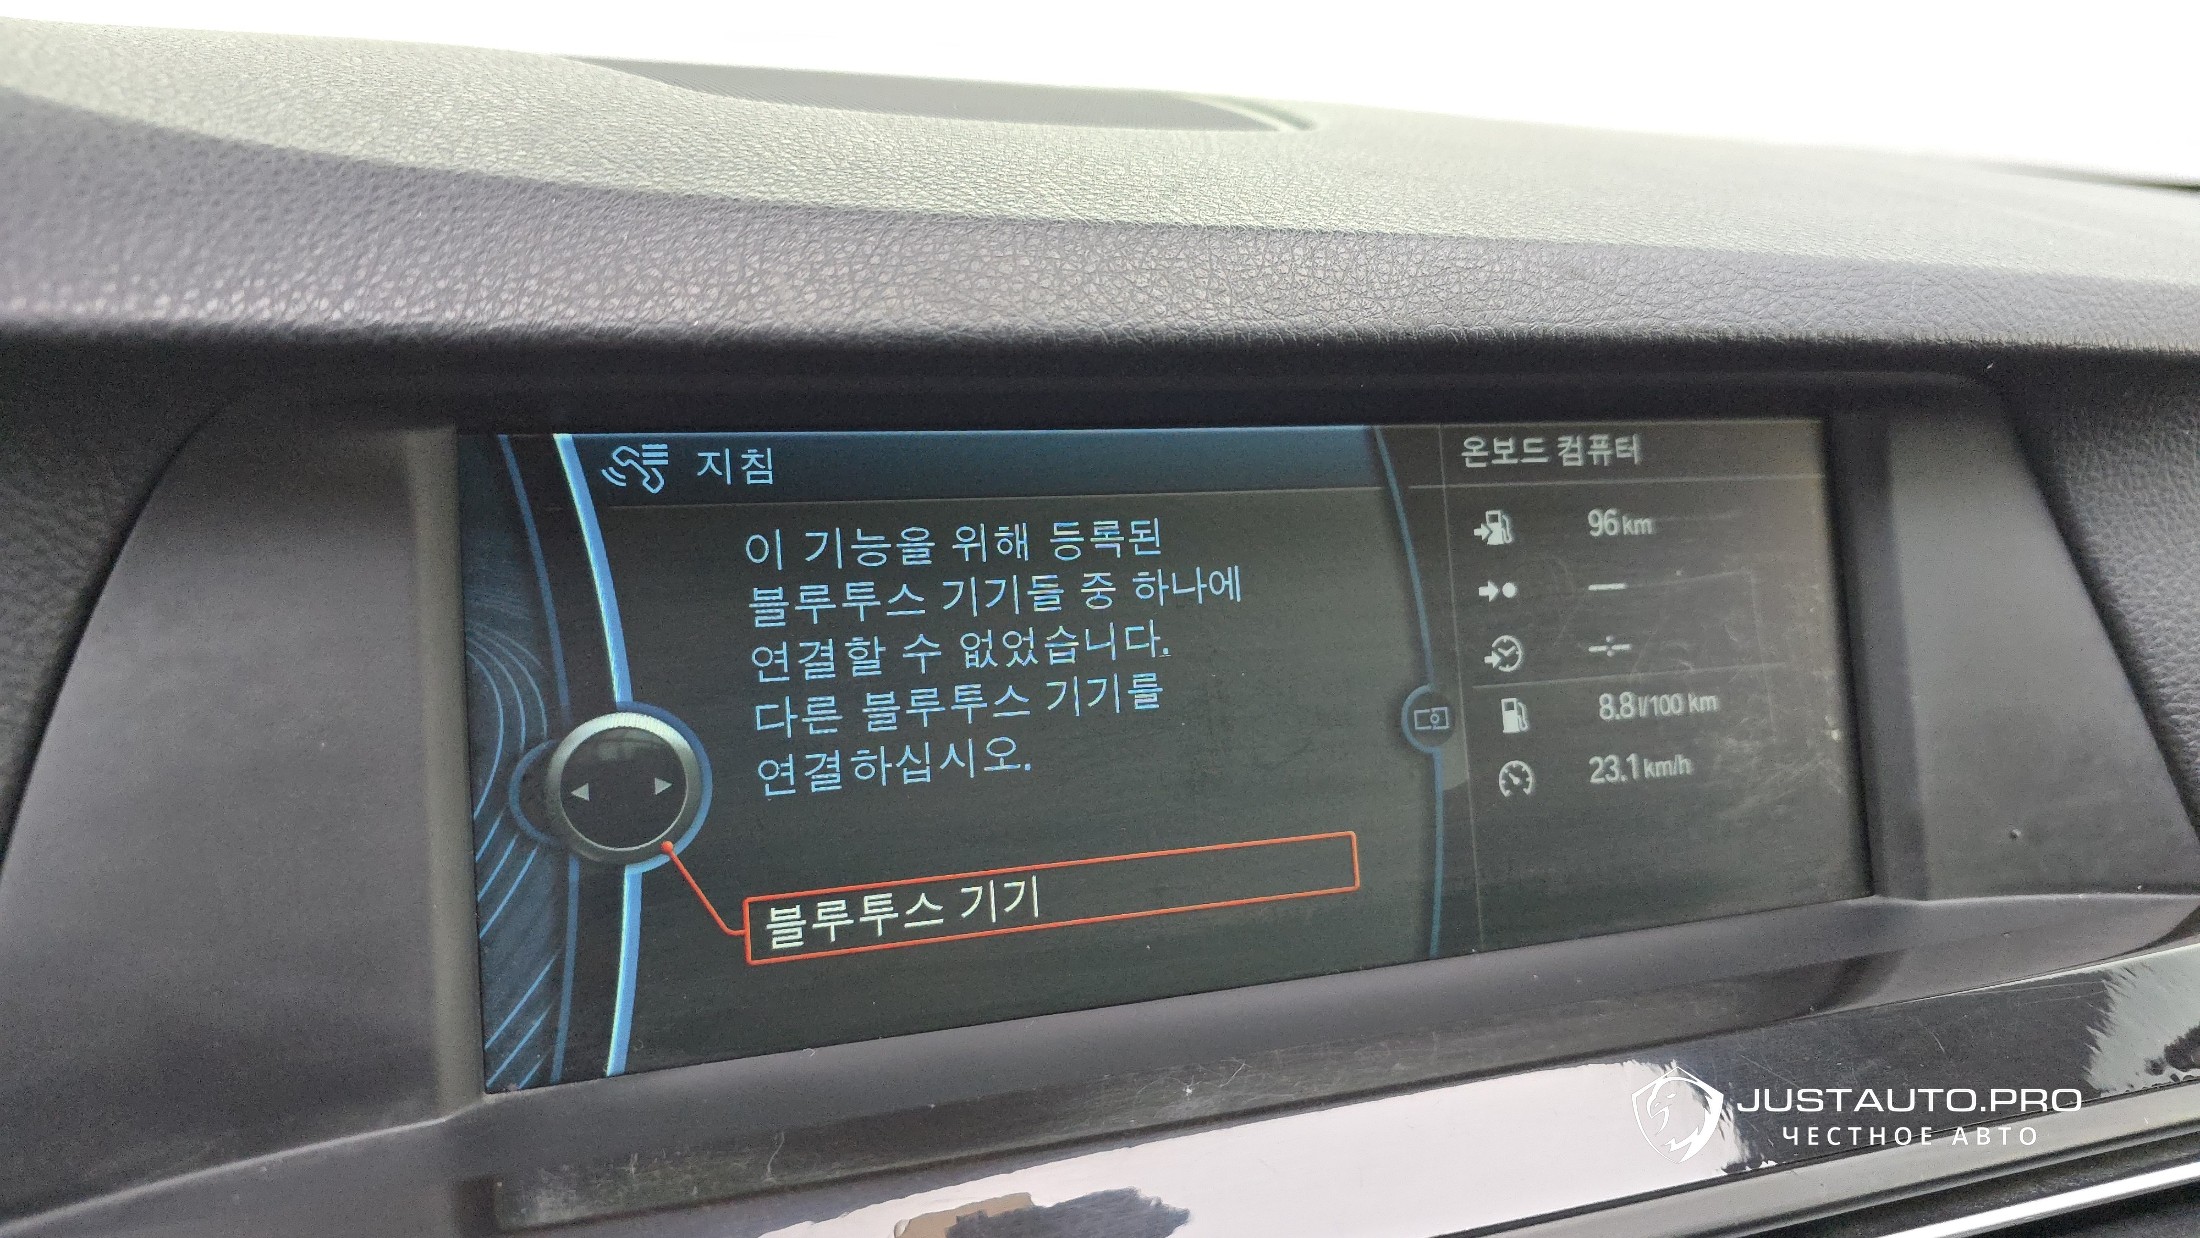 지침
이 기능을 위해 등록된
블루투스 기기들 중 하나에
연결할 수 없었습니다.
다른 블루투스 기기를
연결하십시오.
블루투스 기기
온보드 컴퓨터
96 km
—
-:-
8.8 l/100 km
23.1 km/h
JUSTAUTO.PRO
ЧЕСТНОЕ АВТО